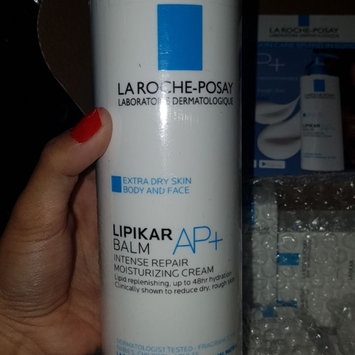 LA ROCHE-POSAY
LABORATOIRE DERMATOLOGIQUE
EXTRA DRY SKIN
BODY AND FACE
LIPIKAR
BALM AP+
INTENSE REPAIR
MOISTURIZING CREAM
Lipid replenishing, up to 48hr hydration
Clinically shown to reduce dry, rough skin
DERMATOLOGIST TESTED - FRAGRANCE
LA ROCHE-POSAY
AP+
LIPIKAR